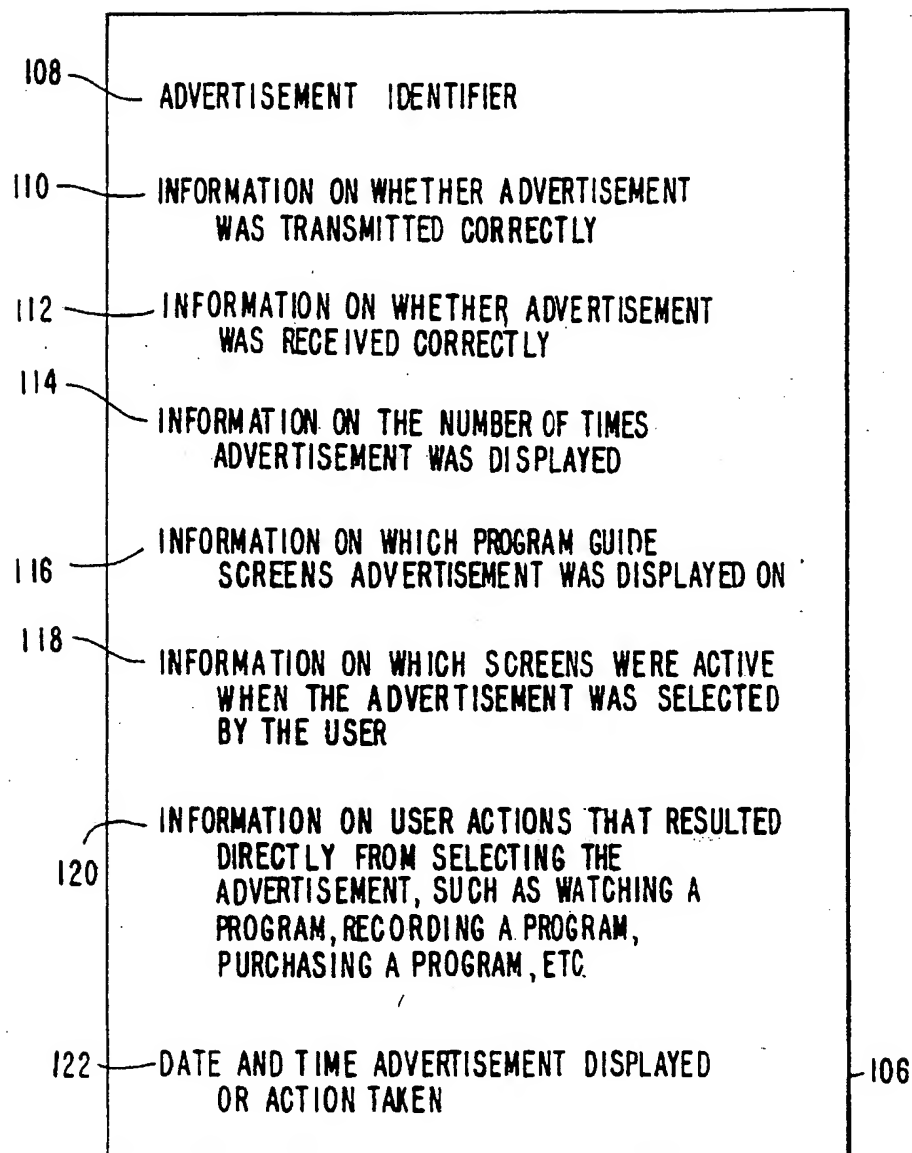 108 ADVERTISEMENT IDENTIFIER
110 INFORMATION ON WHETHER ADVERTISEMENT
WAS TRANSMITTED CORRECTLY
112 INFORMATION ON WHETHER ADVERTISEMENT
WAS RECEIVED CORRECTLY
114 INFORMATION ON THE NUMBER OF TIMES
ADVERTISEMENT WAS DISPLAYED
116 INFORMATION ON WHICH PROGRAM GUIDE
SCREENS ADVERTISEMENT WAS DISPLAYED ON
118 INFORMATION ON WHICH SCREENS WERE ACTIVE
WHEN THE ADVERTISEMENT WAS SELECTED
BY THE USER
120 INFORMATION ON USER ACTIONS THAT RESULTED
DIRECTLY FROM SELECTING THE
ADVERTISEMENT, SUCH AS WATCHING A
PROGRAM, RECORDING A PROGRAM,
PURCHASING A PROGRAM, ETC.
122 DATE AND TIME ADVERTISEMENT DISPLAYED 106
OR ACTION TAKEN